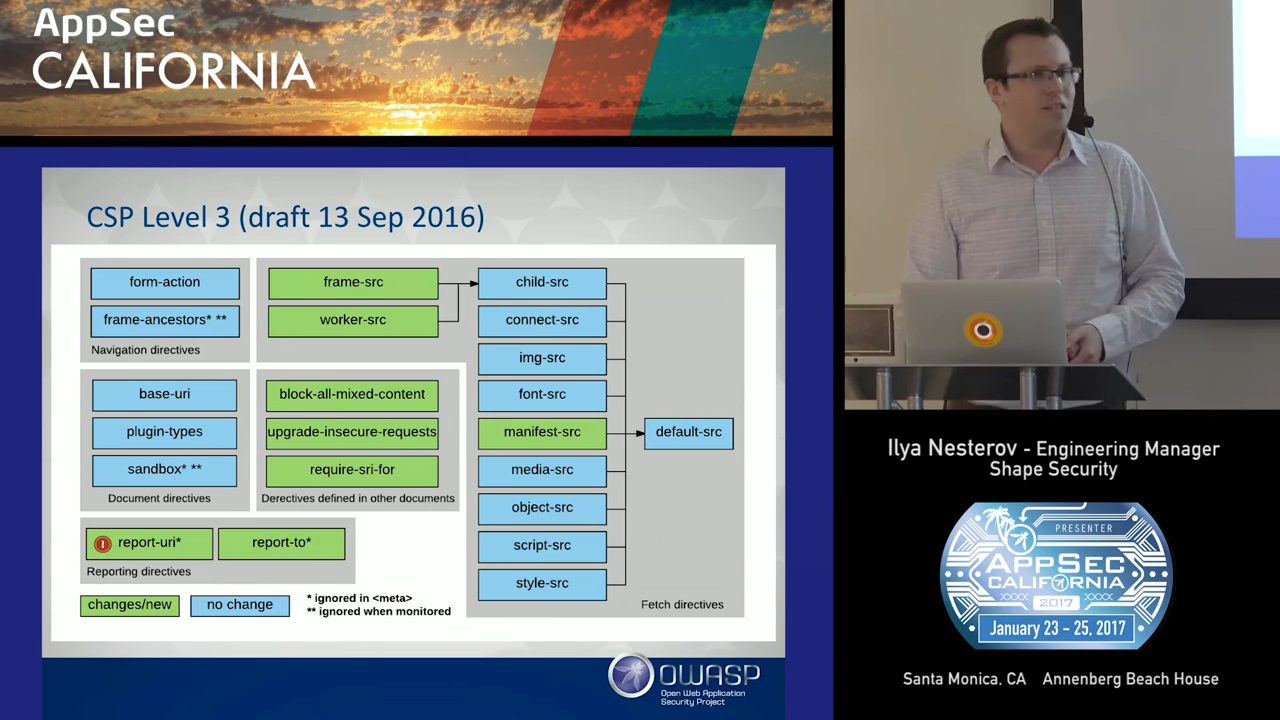 AppSec
CALIFORNIA
CSP Level 3 (draft 13 Sep 2016)
form-action
frame-ancestors* **
Navigation directives
frame-src
worker-src
base-uri
plugin-types
sandbox* **
Document directives
block-all-mixed-content
upgrade-insecure-requests
require-sri-for
Derectives defined in other documents
report-uri*
report-to*
Reporting directives
changes/new
no change
* ignored in <meta>
** ignored when monitored
child-src
connect-src
img-src
font-src
manifest-src
media-src
object-src
script-src
style-src
default-src
Fetch directives
OWASP
Open Web Application
Security Project
Ilya Nesterov - Engineering Manager
Shape Security
PRESENTER
APPSEC
CALIFORNIA
2017
January 23 - 25, 2017
Santa Monica, CA Annenberg Beach House